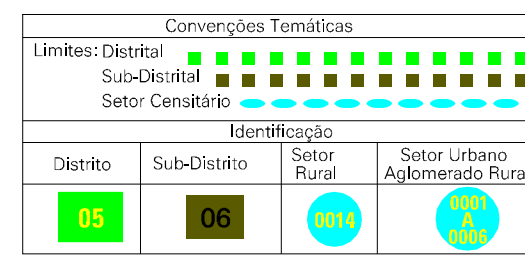 Convenções Temáticas
Limites: Distrital
Sub-Distrital
Setor Censitário
Identificação
Distrito
Sub-Distrito
Setor
Rural
Setor Urbano
Aglomerado Rura
05
06
0014
0001
A
0006